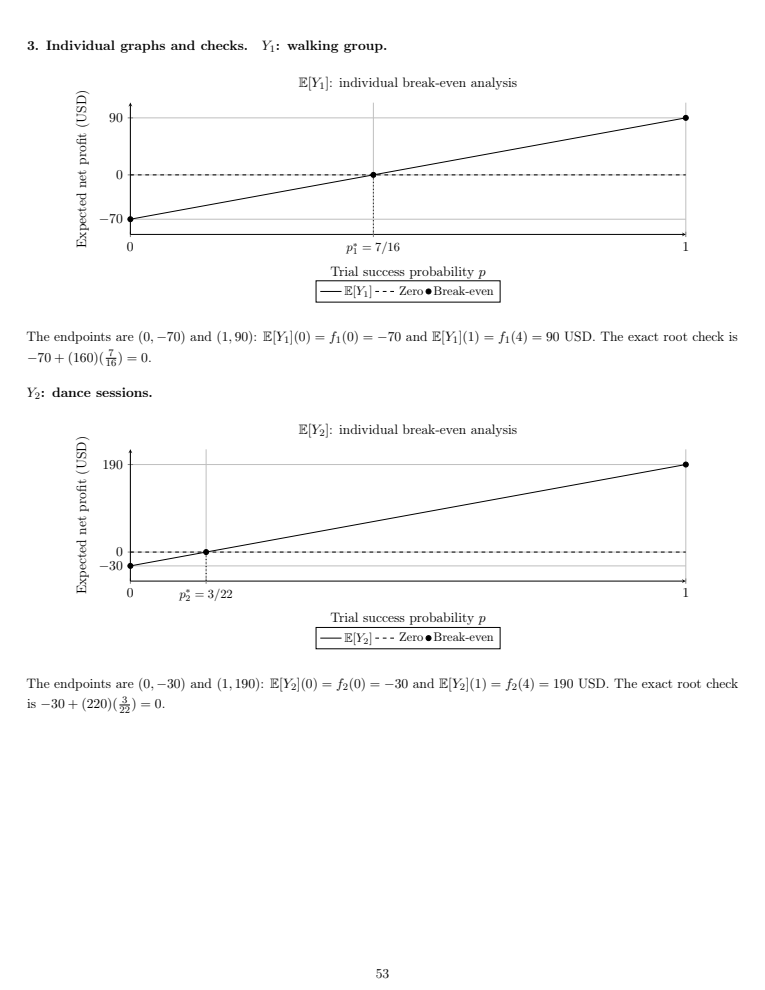 3. Individual graphs and checks. Y₁: walking group.
𝔼[Y₁]: individual break-even analysis
Expected net profit (USD)
90
0
−70
0
p₁* = 7/16
1
Trial success probability p
𝔼[Y₁] Zero Break-even
The endpoints are (0, −70) and (1, 90): 𝔼[Y₁](0) = f₁(0) = −70 and 𝔼[Y₁](1) = f₁(4) = 90 USD. The exact root check is
−70 + (160)(7/16) = 0.
Y₂: dance sessions.
𝔼[Y₂]: individual break-even analysis
Expected net profit (USD)
190
0
−30
0
p₂* = 3/22
1
Trial success probability p
𝔼[Y₂] Zero Break-even
The endpoints are (0, −30) and (1, 190): 𝔼[Y₂](0) = f₂(0) = −30 and 𝔼[Y₂](1) = f₂(4) = 190 USD. The exact root check
is −30 + (220)(3/22) = 0.
53